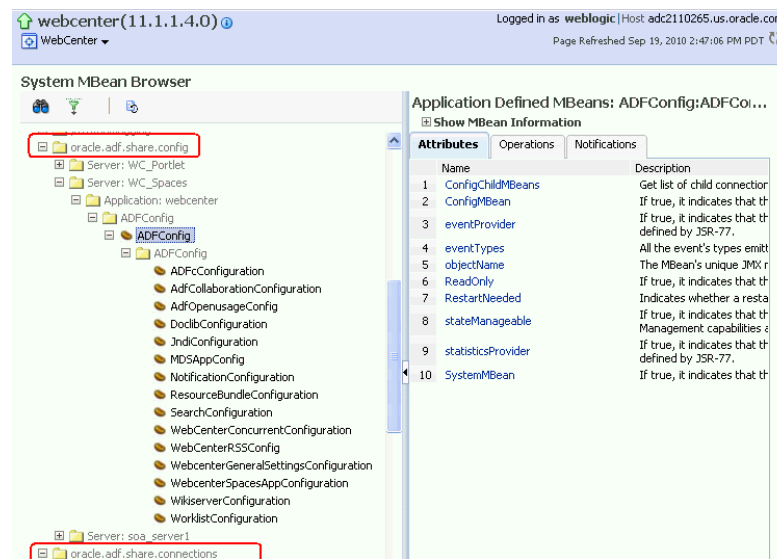 webcenter(11.1.1.4.0)
Logged in as weblogic|Host adc2110265.us.oracle.co
WebCenter
Page Refreshed Sep 19, 2010 2:47:06 PM PDT
System MBean Browser
Application Defined MBeans: ADFConfig:ADFCo...
Show MBean Information
Attributes Operations Notifications
oracle.adf.share.config
Server: WC_Portlet
Server: WC_Spaces
Application: webcenter
ADFConfig
ADFConfig
ADFConfig
ADFcConfiguration
AdfCollaborationConfiguration
AdfOpenusageConfig
DoclibConfiguration
JndiConfiguration
MDSAppConfig
NotificationConfiguration
ResourceBundleConfiguration
SearchConfiguration
WebCenterConcurrentConfiguration
WebCenterRSSConfig
WebcenterGeneralSettingsConfiguration
WebcenterSpacesAppConfiguration
WikiserverConfiguration
WorklistConfiguration
Server: soa_server1
oracle.adf.share.connections
Name Description
1 ConfigChildMBeans Get list of child connection
2 ConfigMBean If true, it indicates that th
3 eventProvider If true, it indicates that th
defined by JSR-77.
4 eventTypes All the event's types emitt
5 objectName The MBean's unique JMX
6 ReadOnly If true, it indicates that th
7 RestartNeeded Indicates whether a resta
8 stateManageable If true, it indicates that th
Management capabilities
9 statisticsProvider If true, it indicates that th
defined by JSR-77.
10 SystemMBean If true, it indicates that th